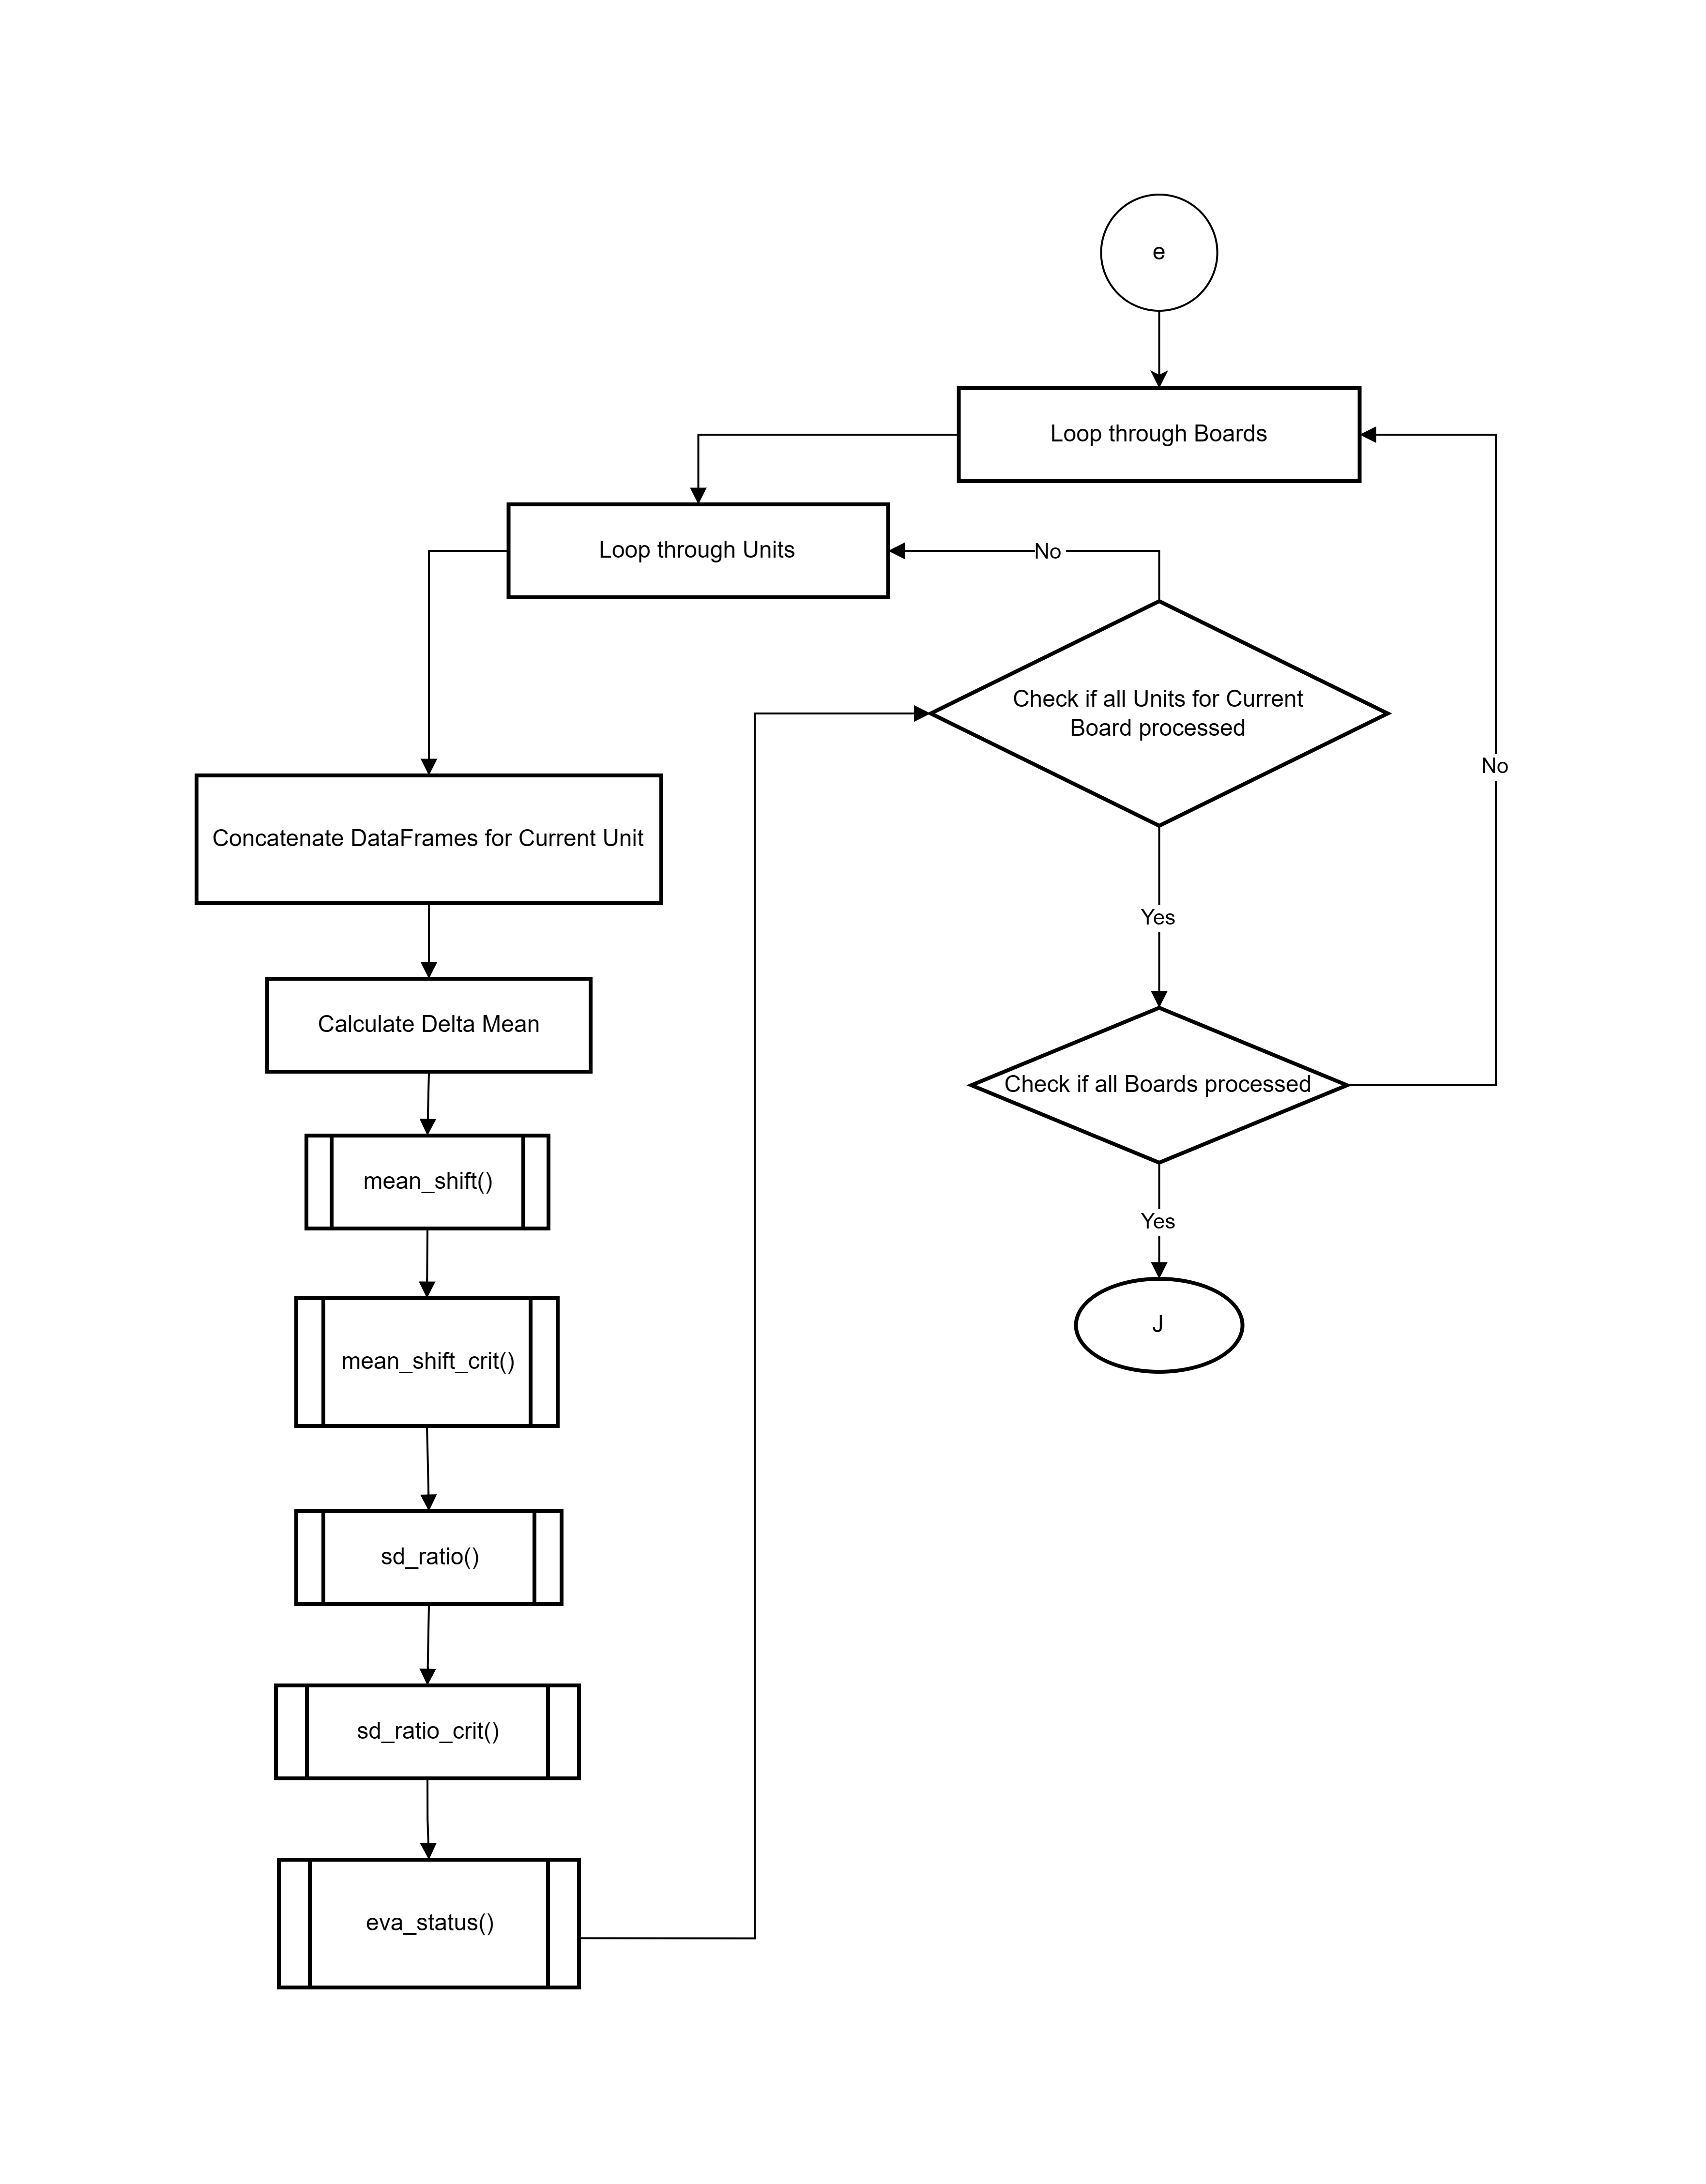 e
Loop through Boards
Loop through Units
No
Check if all Units for Current
Board processed
No
Concatenate DataFrames for Current Unit
Yes
Calculate Delta Mean
Check if all Boards processed
mean_shift()
Yes
J
mean_shift_crit()
sd_ratio()
sd_ratio_crit()
eva_status()